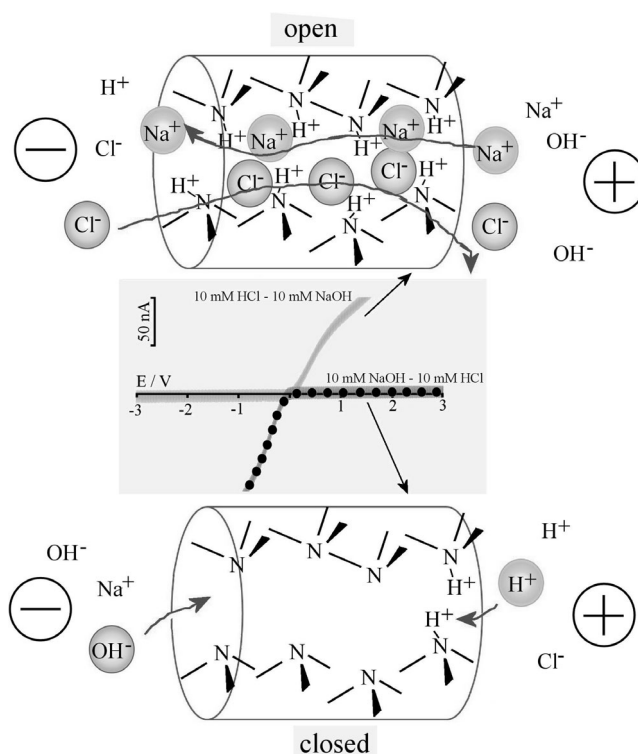 open
H⁺
Na⁺
OH⁻
Cl⁻
Na⁺
Na⁺
Na⁺
Na⁺
N
N
N
N
H⁺
H⁺
H⁺
H⁺
−
+
Cl⁻
Cl⁻
Cl⁻
Cl⁻
Cl⁻
H⁺
H⁺
H⁺
H⁺
N
N
N
N
OH⁻
50 nA
10 mM HCl - 10 mM NaOH
E / V
10 mM NaOH - 10 mM HCl
-3 -2 -1 0 1 2 3
OH⁻
Na⁺
OH⁻
−
N
N
N
N
H⁺
H⁺
H⁺
H⁺
+
N
N
N
N
Cl⁻
closed